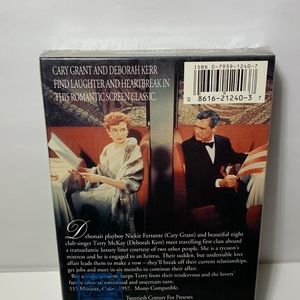 CARY GRANT AND DEBORAH KERR
FIND LAUGHTER AND HEARTBREAK IN
THIS ROMANTIC SCREEN CLASSIC.
ISBN 0-7939-1240-7
0 8616-21240-3 7
Debonair playboy Nickie Ferrante (Cary Grant) and beautiful night
club-singer Terry McKay (Deborah Kerr) meet travelling first class aboard
a transatlantic luxury liner courtesy of two other people. She is a tycoon's
mistress and he is engaged to an heiress. Their sudden, but undeniable love
affair leads them to make a vow – they'll break off their current relationships,
get jobs and meet in six months to continue their affair.
But a keeps Terry from their rendezvous and the lovers'
future takes an emotional and uncertain turn.
115 Minutes, Color, 1957. Mono Compatible.
Twentieth Century Fox Presents